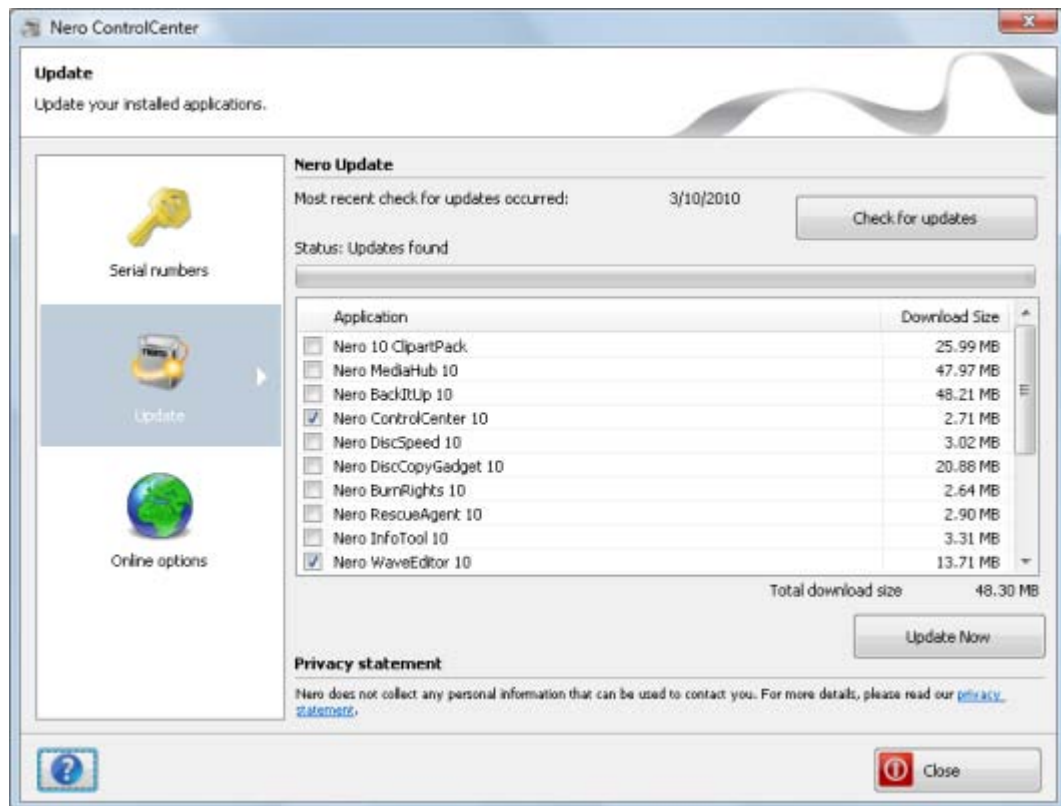 Nero ControlCenter
Update
Update your installed applications.
Serial numbers
Update
Online options
Nero Update
Most recent check for updates occurred: 3/10/2010
Check for updates
Status: Updates found
Application Download Size
Nero 10 ClipartPack 25.99 MB
Nero MediaHub 10 47.97 MB
Nero BackItUp 10 48.21 MB
Nero ControlCenter 10 2.71 MB
Nero DiscSpeed 10 3.02 MB
Nero DiscCopyGadget 10 20.88 MB
Nero BurnRights 10 2.64 MB
Nero RescueAgent 10 2.90 MB
Nero InfoTool 10 3.31 MB
Nero WaveEditor 10 13.71 MB
Total download size 48.30 MB
Update Now
Privacy statement
Nero does not collect any personal information that can be used to contact you. For more details, please read our privacy
statement.
?
Close